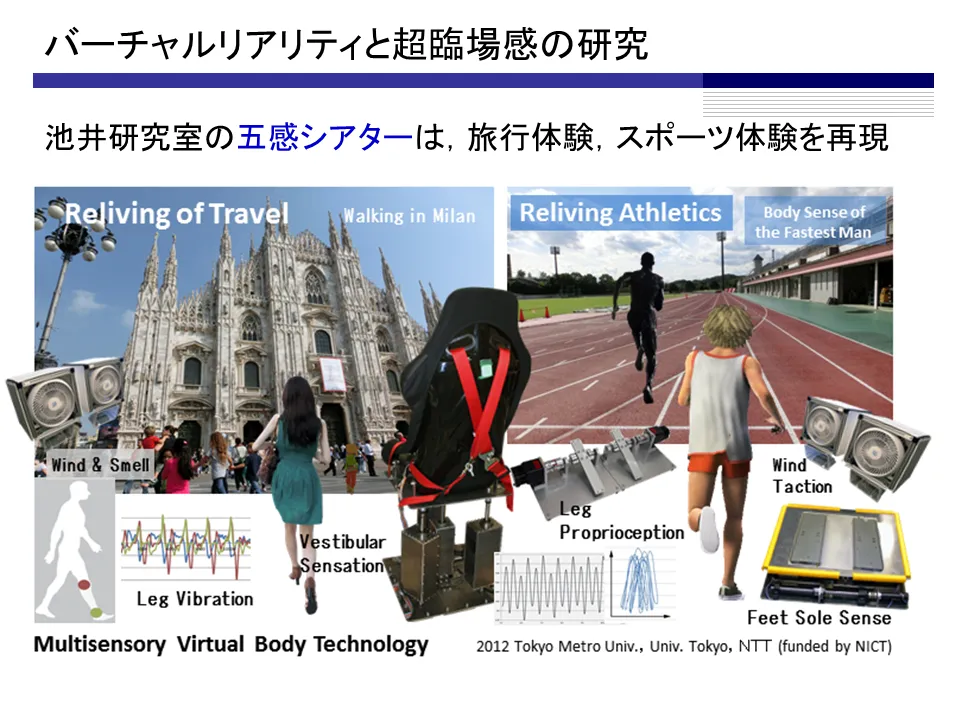 バーチャルリアリティと超臨場感の研究
池井研究室の五感シアターは，旅行体験，スポーツ体験を再現
Reliving of Travel
Walking in Milan
Reliving Athletics
Body Sense of
the Fastest Man
Wind & Smell
Leg Vibration
Vestibular
Sensation
Leg
Proprioception
Wind
Taction
Feet Sole Sense
Multisensory Virtual Body Technology
2012 Tokyo Metro Univ., Univ. Tokyo, NTT (funded by NICT)